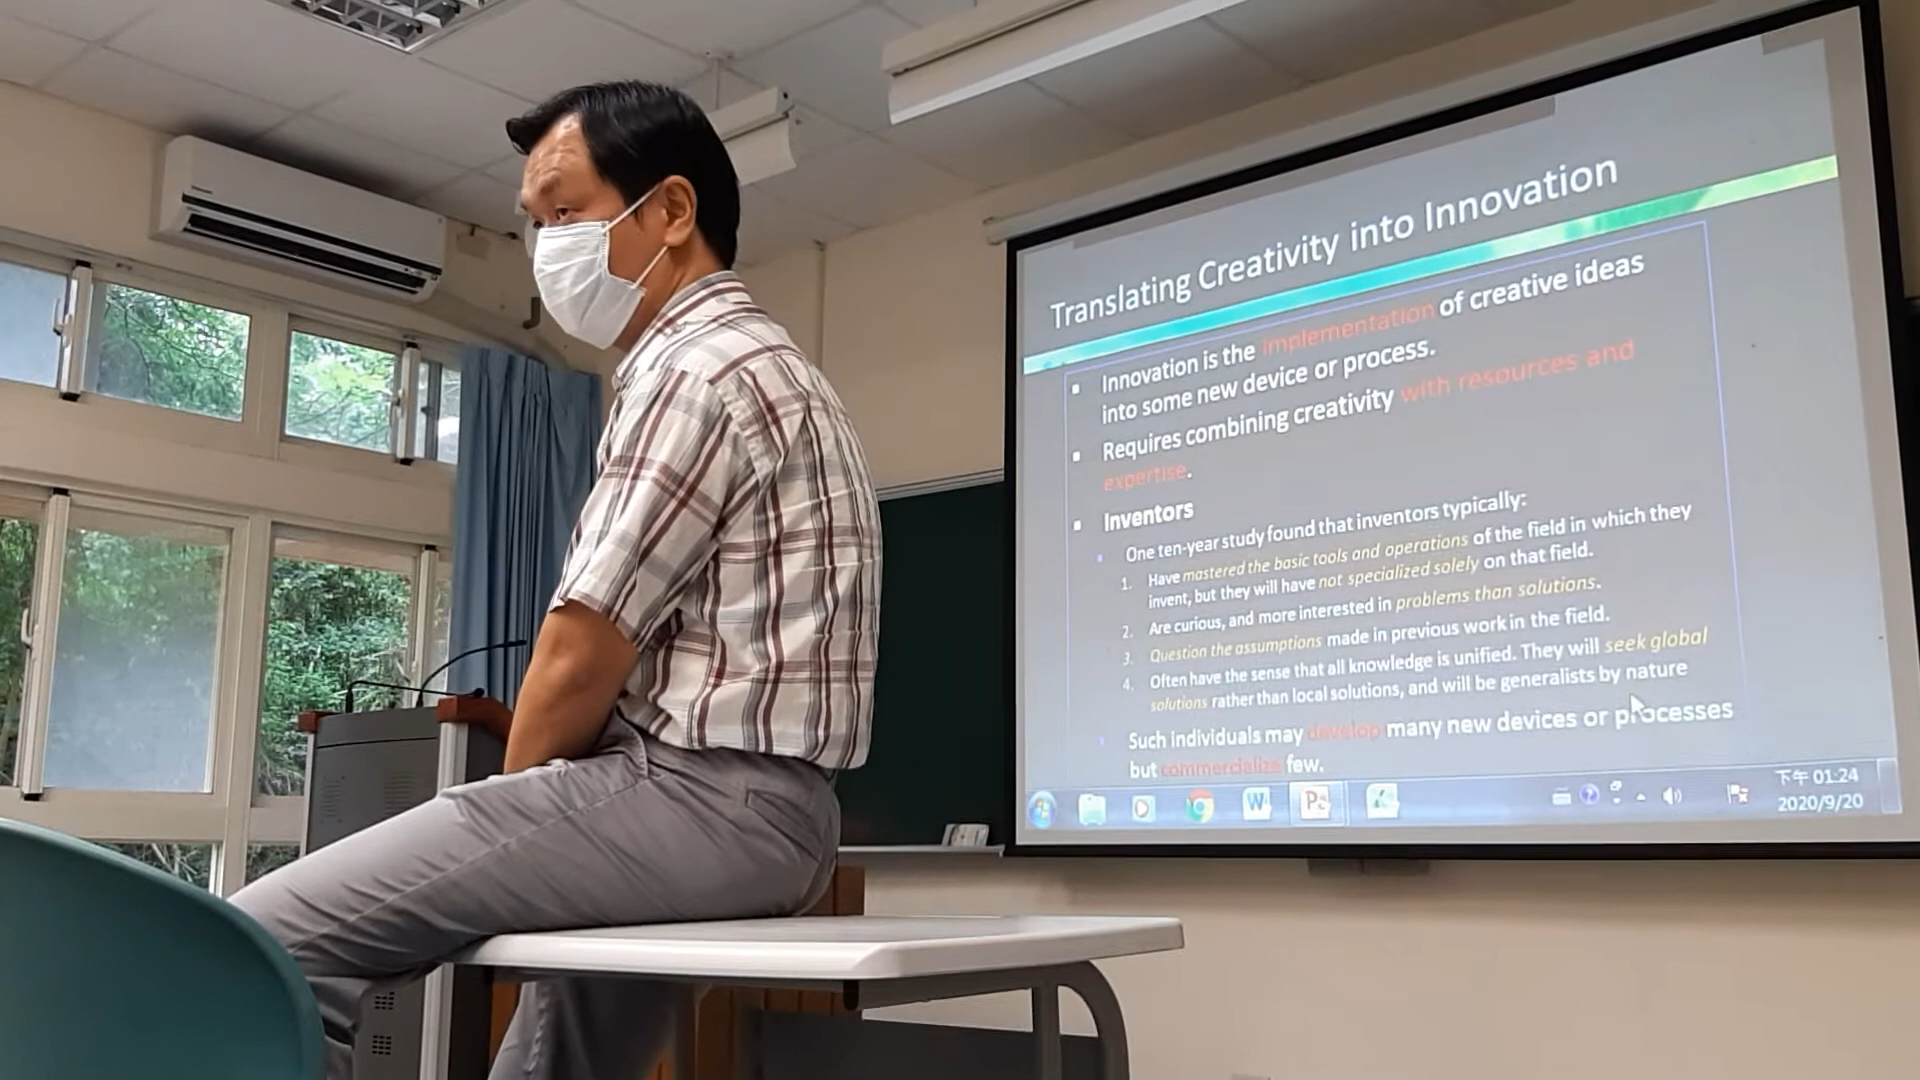 Translating Creativity into Innovation
▪ Innovation is the implementation of creative ideas
into some new device or process.
▪ Requires combining creativity with resources and
expertise.
▪ Inventors
▪ One ten-year study found that inventors typically:
1. Have mastered the basic tools and operations of the field in which they
invent, but they will have not specialized solely on that field.
2. Are curious, and more interested in problems than solutions.
3. Question the assumptions made in previous work in the field.
4. Often have the sense that all knowledge is unified. They will seek global
solutions rather than local solutions, and will be generalists by nature
Such individuals may develop many new devices or processes
but commercialize few.
下午 01:24
2020/9/20